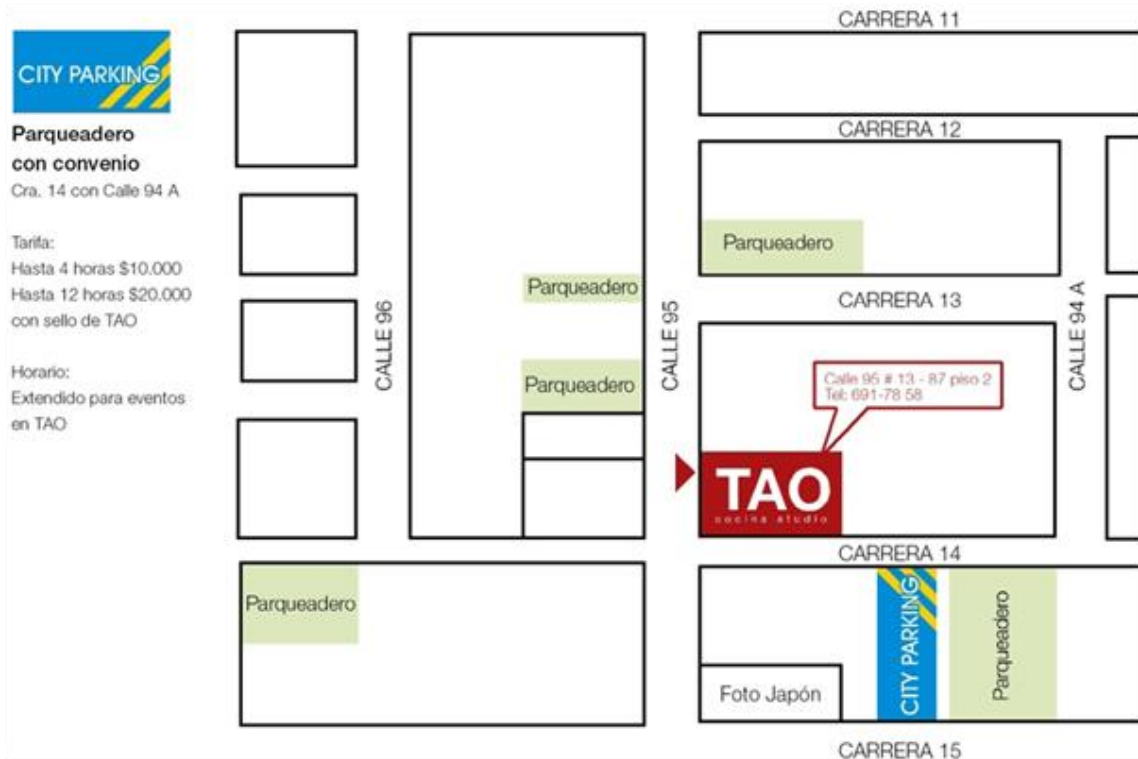 CITY PARKING
Parqueadero
con convenio
Cra. 14 con Calle 94 A
Tarifa:
Hasta 4 horas $10.000
Hasta 12 horas $20.000
con sello de TAO
Horario:
Extendido para eventos
en TAO
CARRERA 11
CARRERA 12
Parqueadero
Parqueadero
CARRERA 13
CALLE 96
CALLE 95
CALLE 94 A
Parqueadero
Calle 95 # 13 - 87 piso 2
Tel: 691-78 58
TAO
cocina studio
CARRERA 14
Parqueadero
CITY PARKING
Parqueadero
Foto Japón
CARRERA 15